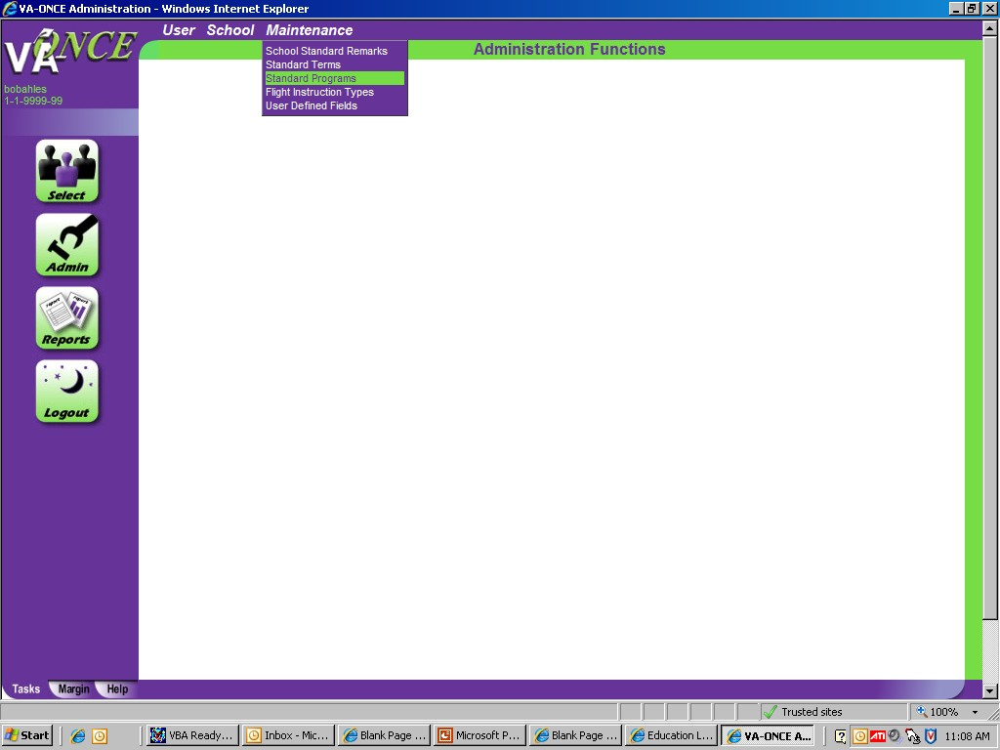 VA-ONCE Administration - Windows Internet Explorer
VA ONCE
User School Maintenance
Administration Functions
School Standard Remarks
Standard Terms
Standard Programs
Flight Instruction Types
User Defined Fields
bobahles
1-1-9999-99
Select
Admin
report
report
Reports
Logout
Tasks Margin Help
Trusted sites
100%
Start
VBA Ready...
Inbox - Mic...
Blank Page ...
Microsoft P...
Blank Page ...
Education L...
VA-ONCE A...
ATI
11:08 AM